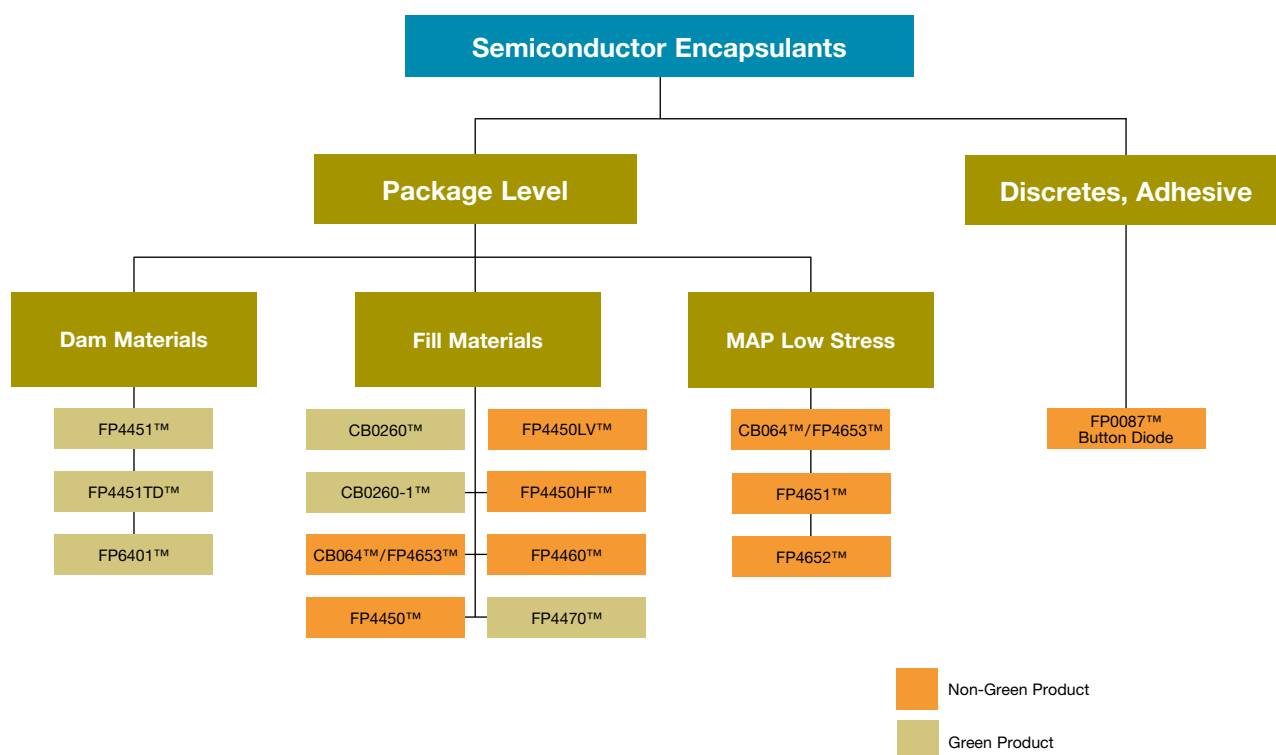 Semiconductor Encapsulants
Package Level
Discretes, Adhesive
Dam Materials
Fill Materials
MAP Low Stress
FP4451™
FP4451TD™
FP6401™
CB0260™
CB0260-1™
CB064™/FP4653™
FP4450™
FP4450LV™
FP4450HF™
FP4460™
FP4470™
CB064™/FP4653™
FP4651™
FP4652™
FP0087™
Button Diode
Non-Green Product
Green Product